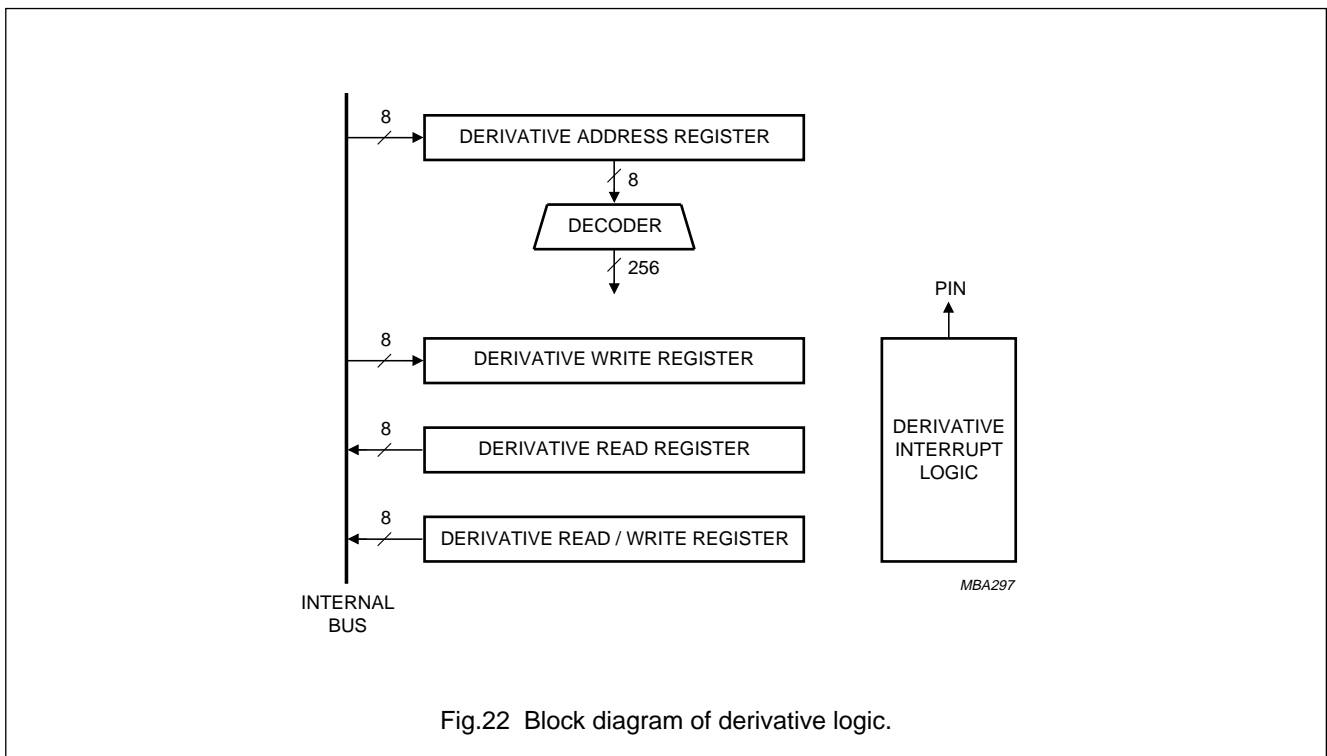 8
DERIVATIVE ADDRESS REGISTER
8
DECODER
256
PIN
8
DERIVATIVE WRITE REGISTER
8
DERIVATIVE READ REGISTER
DERIVATIVE
INTERRUPT
LOGIC
8
DERIVATIVE READ / WRITE REGISTER
MBA297
INTERNAL
BUS
Fig.22 Block diagram of derivative logic.